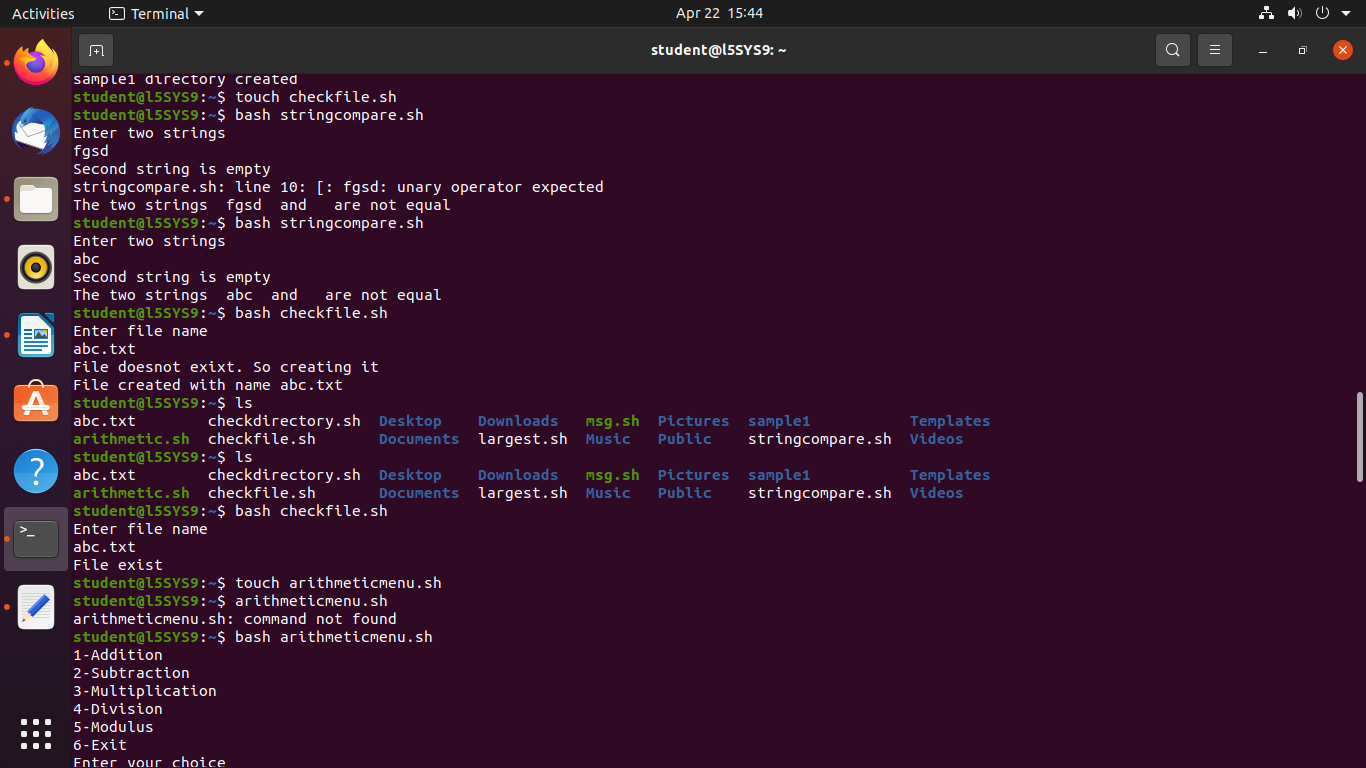 Activities Terminal Apr 22 15:44
student@l5SYS9: ~
sample1 directory created
student@l5SYS9:~$ touch checkfile.sh
student@l5SYS9:~$ bash stringcompare.sh
Enter two strings
fgsd
Second string is empty
stringcompare.sh: line 10: [: fgsd: unary operator expected
The two strings  fgsd  and   are not equal
student@l5SYS9:~$ bash stringcompare.sh
Enter two strings
abc
Second string is empty
The two strings  abc  and   are not equal
student@l5SYS9:~$ bash checkfile.sh
Enter file name
abc.txt
File doesnot exixt. So creating it
File created with name abc.txt
student@l5SYS9:~$ ls
abc.txt        checkdirectory.sh  Desktop    Downloads   msg.sh  Pictures  sample1           Templates
arithmetic.sh  checkfile.sh       Documents  largest.sh  Music   Public    stringcompare.sh  Videos
student@l5SYS9:~$ ls
abc.txt        checkdirectory.sh  Desktop    Downloads   msg.sh  Pictures  sample1           Templates
arithmetic.sh  checkfile.sh       Documents  largest.sh  Music   Public    stringcompare.sh  Videos
student@l5SYS9:~$ bash checkfile.sh
Enter file name
abc.txt
File exist
student@l5SYS9:~$ touch arithmeticmenu.sh
student@l5SYS9:~$ arithmeticmenu.sh
arithmeticmenu.sh: command not found
student@l5SYS9:~$ bash arithmeticmenu.sh
1-Addition
2-Subtraction
3-Multiplication
4-Division
5-Modulus
6-Exit
Enter your choice